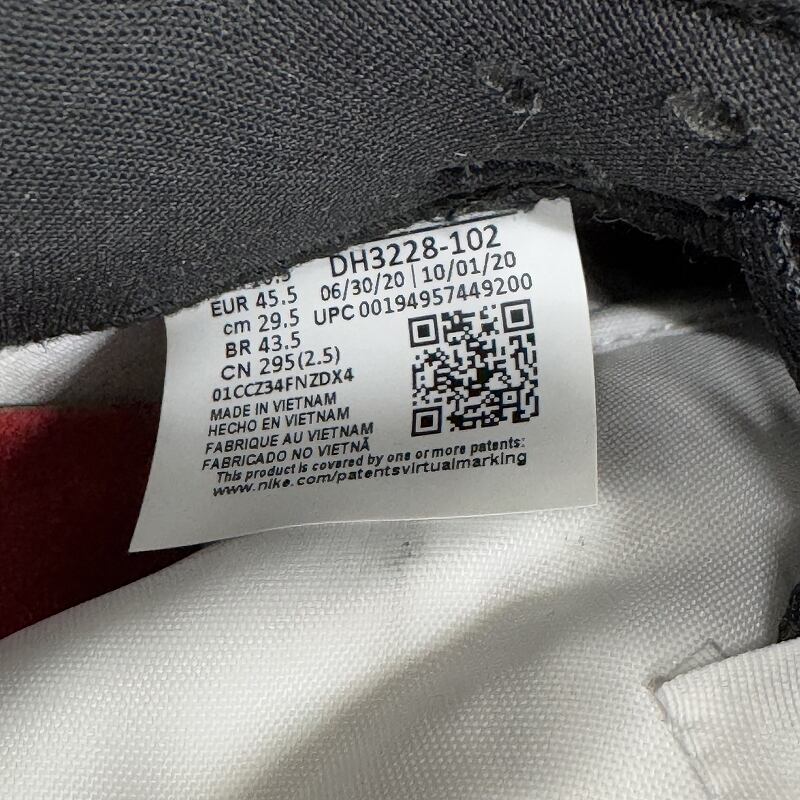 DH3228-102
EUR 45.5 06/30/20 | 10/01/20
cm 29.5 UPC 00194957449200
BR 43.5
CN 295(2.5)
01CCZ34FNZDX4
MADE IN VIETNAM
HECHO EN VIETNAM
FABRIQUE AU VIETNAM
FABRICADO NO VIETNÃ
This product is covered by one or more patents:
www.nike.com/patentsvirtualmarking